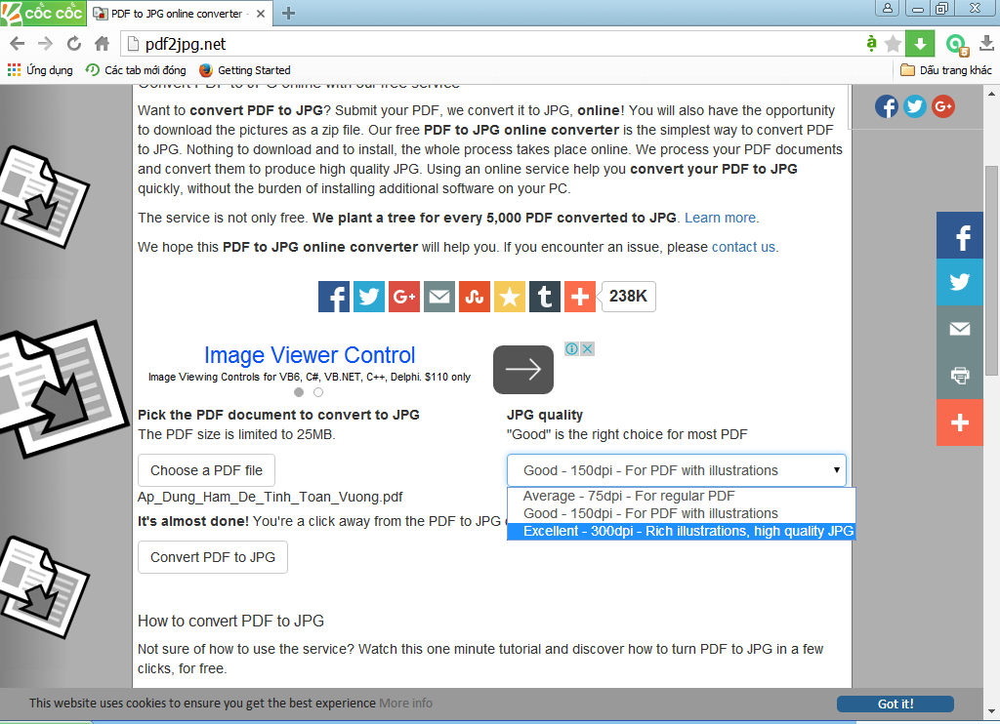 cốc cốc
PDF to JPG online converter
pdf2jpg.net
Ứng dụng
Các tab mới đóng
Getting Started
Dấu trang khác
Convert PDF to JPG online with our free service
Want to convert PDF to JPG? Submit your PDF, we convert it to JPG, online! You will also have the opportunity
to download the pictures as a zip file. Our free PDF to JPG online converter is the simplest way to convert PDF
to JPG. Nothing to download and to install, the whole process takes place online. We process your PDF documents
and convert them to produce high quality JPG. Using an online service help you convert your PDF to JPG
quickly, without the burden of installing additional software on your PC.
The service is not only free. We plant a tree for every 5,000 PDF converted to JPG. Learn more.
We hope this PDF to JPG online converter will help you. If you encounter an issue, please contact us.
238K
Image Viewer Control
Image Viewing Controls for VB6, C#, VB.NET, C++, Delphi. $110 only
Pick the PDF document to convert to JPG
The PDF size is limited to 25MB.
Choose a PDF file
Ap_Dung_Ham_De_Tinh_Toan_Vuong.pdf
It's almost done! You're a click away from the PDF to JPG
Convert PDF to JPG
JPG quality
"Good" is the right choice for most PDF
Good - 150dpi - For PDF with illustrations
Average - 75dpi - For regular PDF
Good - 150dpi - For PDF with illustrations
Excellent - 300dpi - Rich illustrations, high quality JPG
How to convert PDF to JPG
Not sure of how to use the service? Watch this one minute tutorial and discover how to turn PDF to JPG in a few
clicks, for free.
This website uses cookies to ensure you get the best experience More info
Got it!